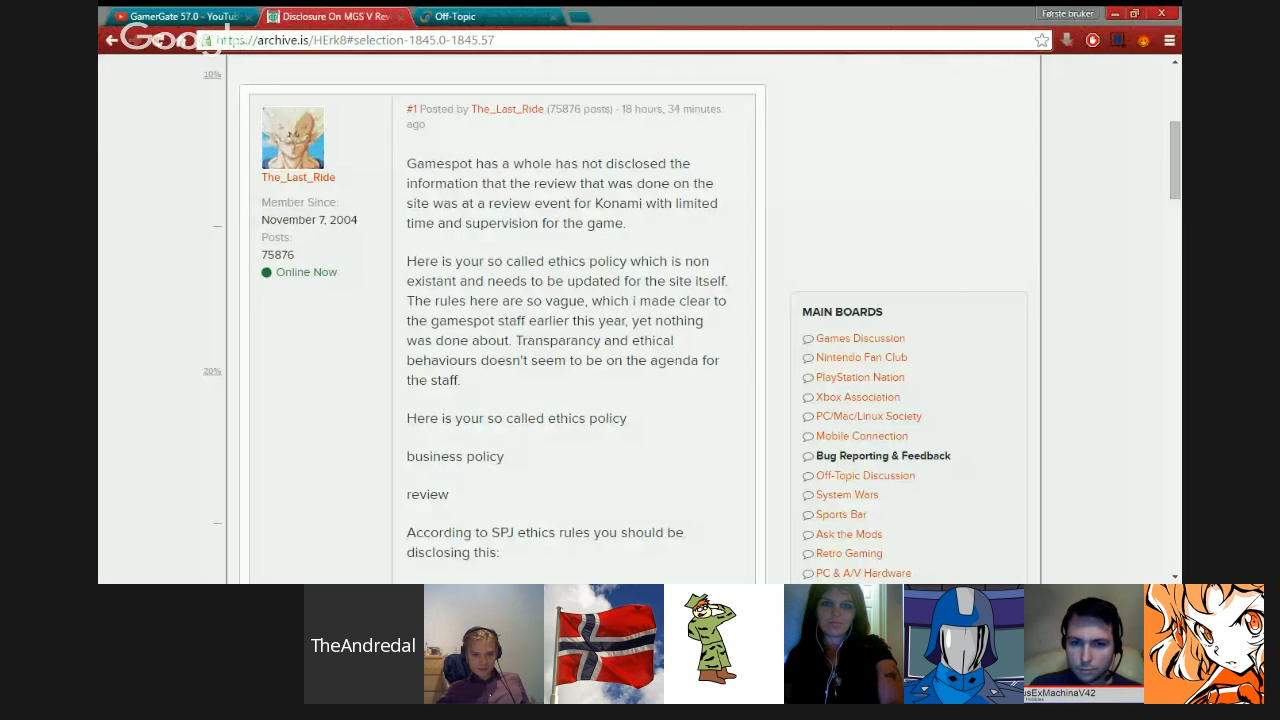 GamerGate 57.0 - YouTub
Disclosure On MGS V Rev
Off-Topic
Første bruker
Google
https://archive.is/HErk8#selection-1845.0-1845.57
10%
#1 Posted by The_Last_Ride (75876 posts) - 18 hours, 34 minutes
ago
The_Last_Ride
Member Since:
November 7, 2004
Posts:
75876
Online Now
Gamespot has a whole has not disclosed the
information that the review that was done on the
site was at a review event for Konami with limited
time and supervision for the game.
Here is your so called ethics policy which is non
existant and needs to be updated for the site itself.
The rules here are so vague, which i made clear to
the gamespot staff earlier this year, yet nothing
was done about. Transparancy and ethical
behaviours doesn't seem to be on the agenda for
the staff.
20%
Here is your so called ethics policy
business policy
review
According to SPJ ethics rules you should be
disclosing this:
MAIN BOARDS
Games Discussion
Nintendo Fan Club
PlayStation Nation
Xbox Association
PC/Mac/Linux Society
Mobile Connection
Bug Reporting & Feedback
Off-Topic Discussion
System Wars
Sports Bar
Ask the Mods
Retro Gaming
PC & A/V Hardware
TheAndredal
usExMachinaV42